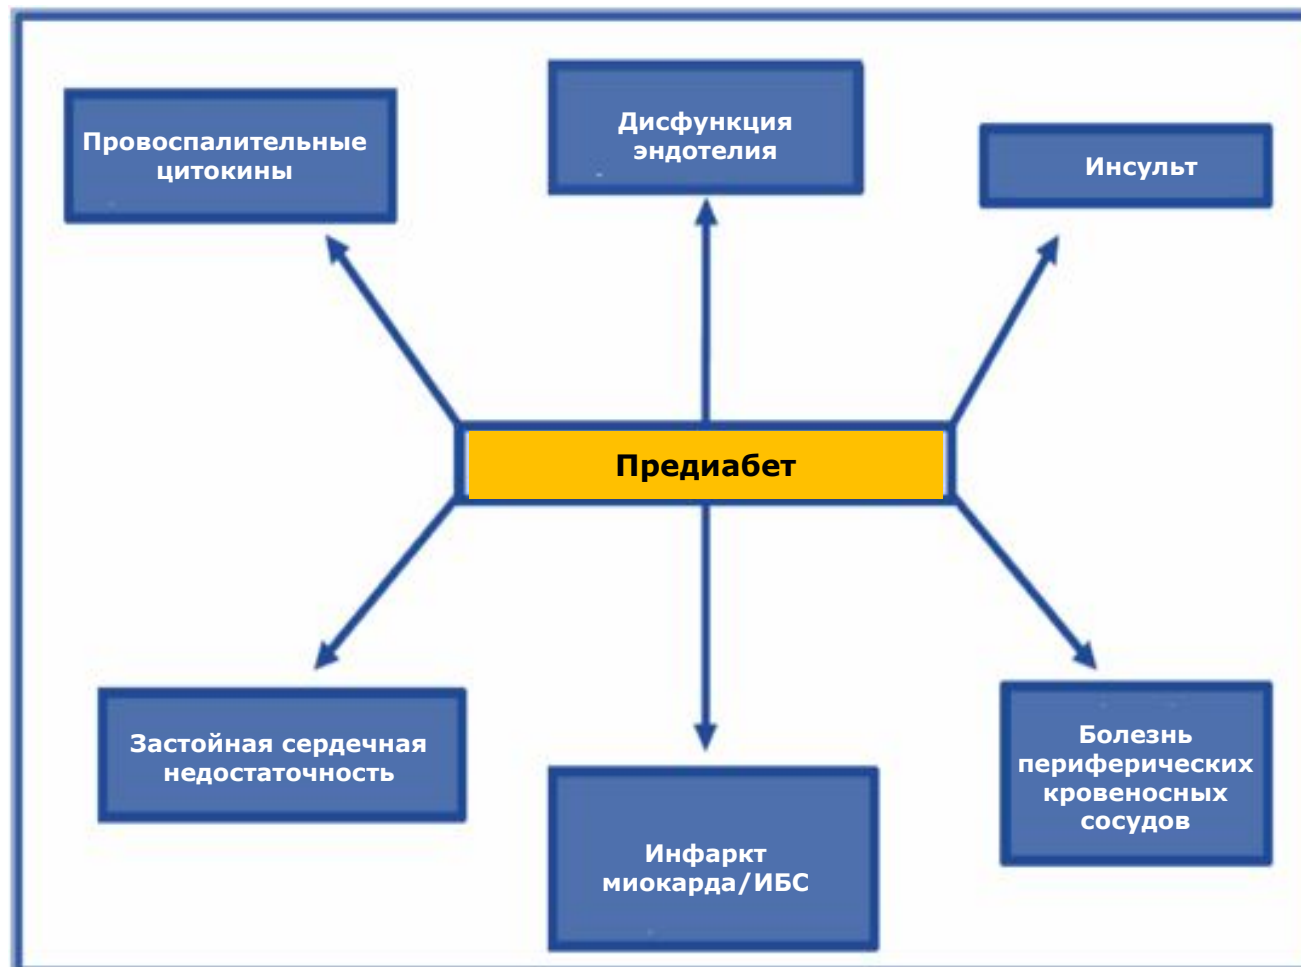 Провоспалительные
цитокины
Дисфункция
эндотелия
Инсульт
Предиабет
Застойная сердечная
недостаточность
Инфаркт
миокарда/ИБС
Болезнь
периферических
кровеносных
сосудов